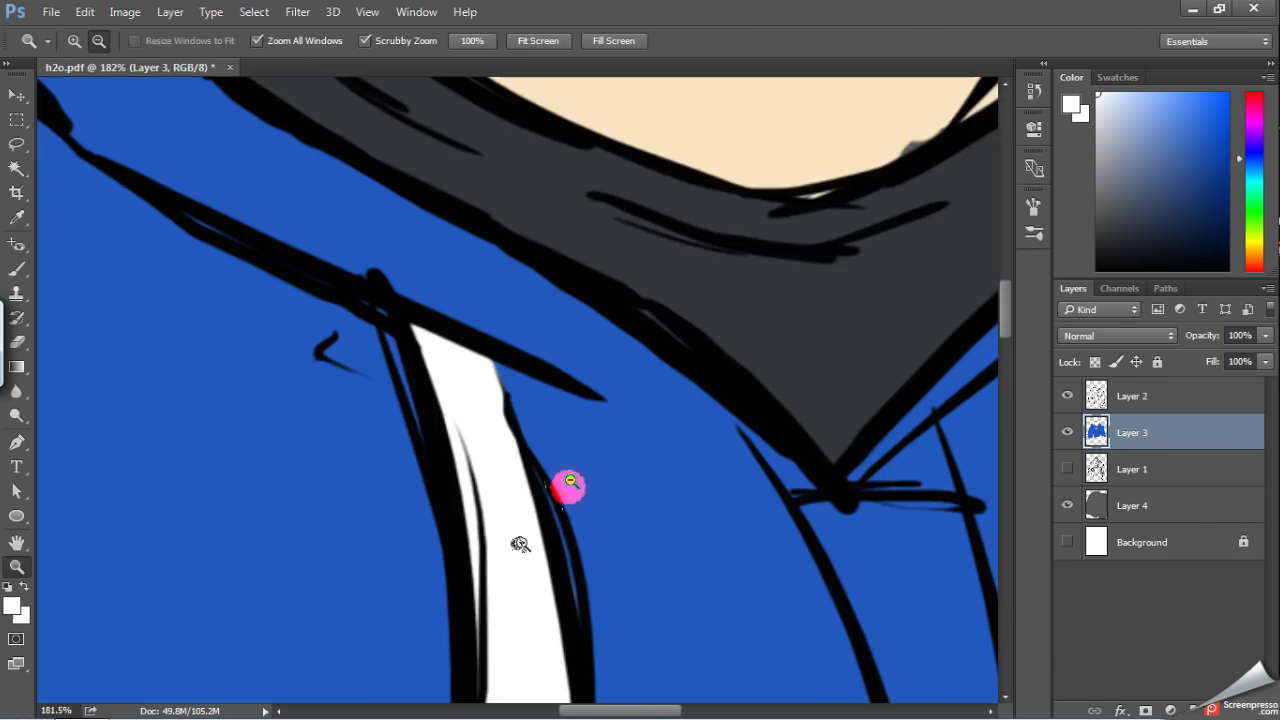 Ps File Edit Image Layer Type Select Filter 3D View Window Help
Resize Windows to Fit Zoom All Windows Scrubby Zoom 100% Fit Screen Fill Screen Essentials
h2o.pdf @ 182% (Layer 3, RGB/8) * ×
Color Swatches
Layers Channels Paths
Kind T
Normal Opacity: 100%
Lock: Fill: 100%
Layer 2
Layer 3
Layer 1
Layer 4
Background
T
181.5% Doc: 49.8M/105.2M
fx
Screenpresso
.com